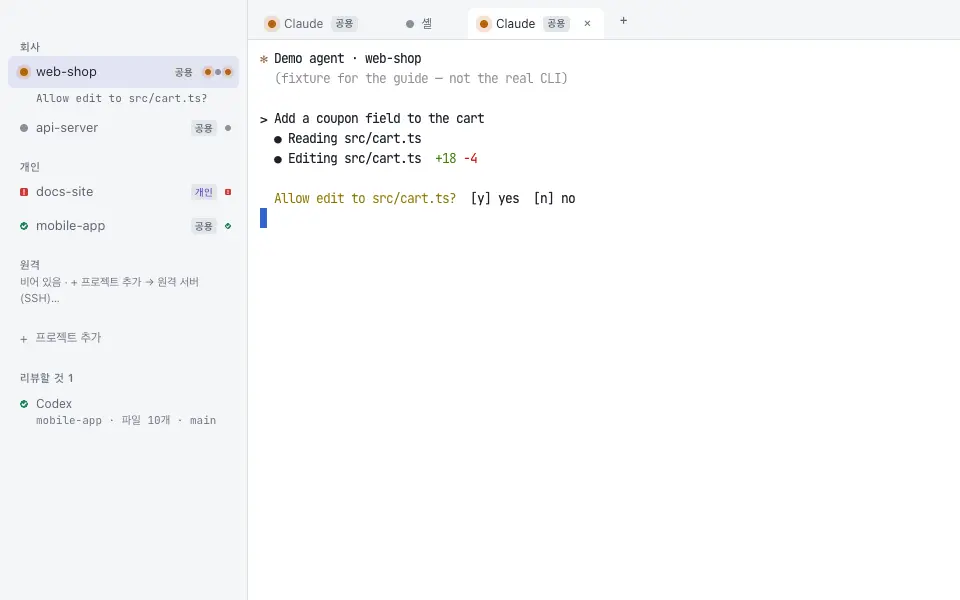 회사
web-shop 공용
Allow edit to src/cart.ts?
api-server 공용
개인
docs-site 개인
mobile-app 공용
원격
비어 있음 · + 프로젝트 추가 → 원격 서버
(SSH)…
+ 프로젝트 추가
리뷰할 것 1
Codex
mobile-app · 파일 10개 · main
Claude 공용 셸 Claude 공용 × +
* Demo agent · web-shop
(fixture for the guide — not the real CLI)
> Add a coupon field to the cart
● Reading src/cart.ts
● Editing src/cart.ts +18 -4
Allow edit to src/cart.ts? [y] yes [n] no